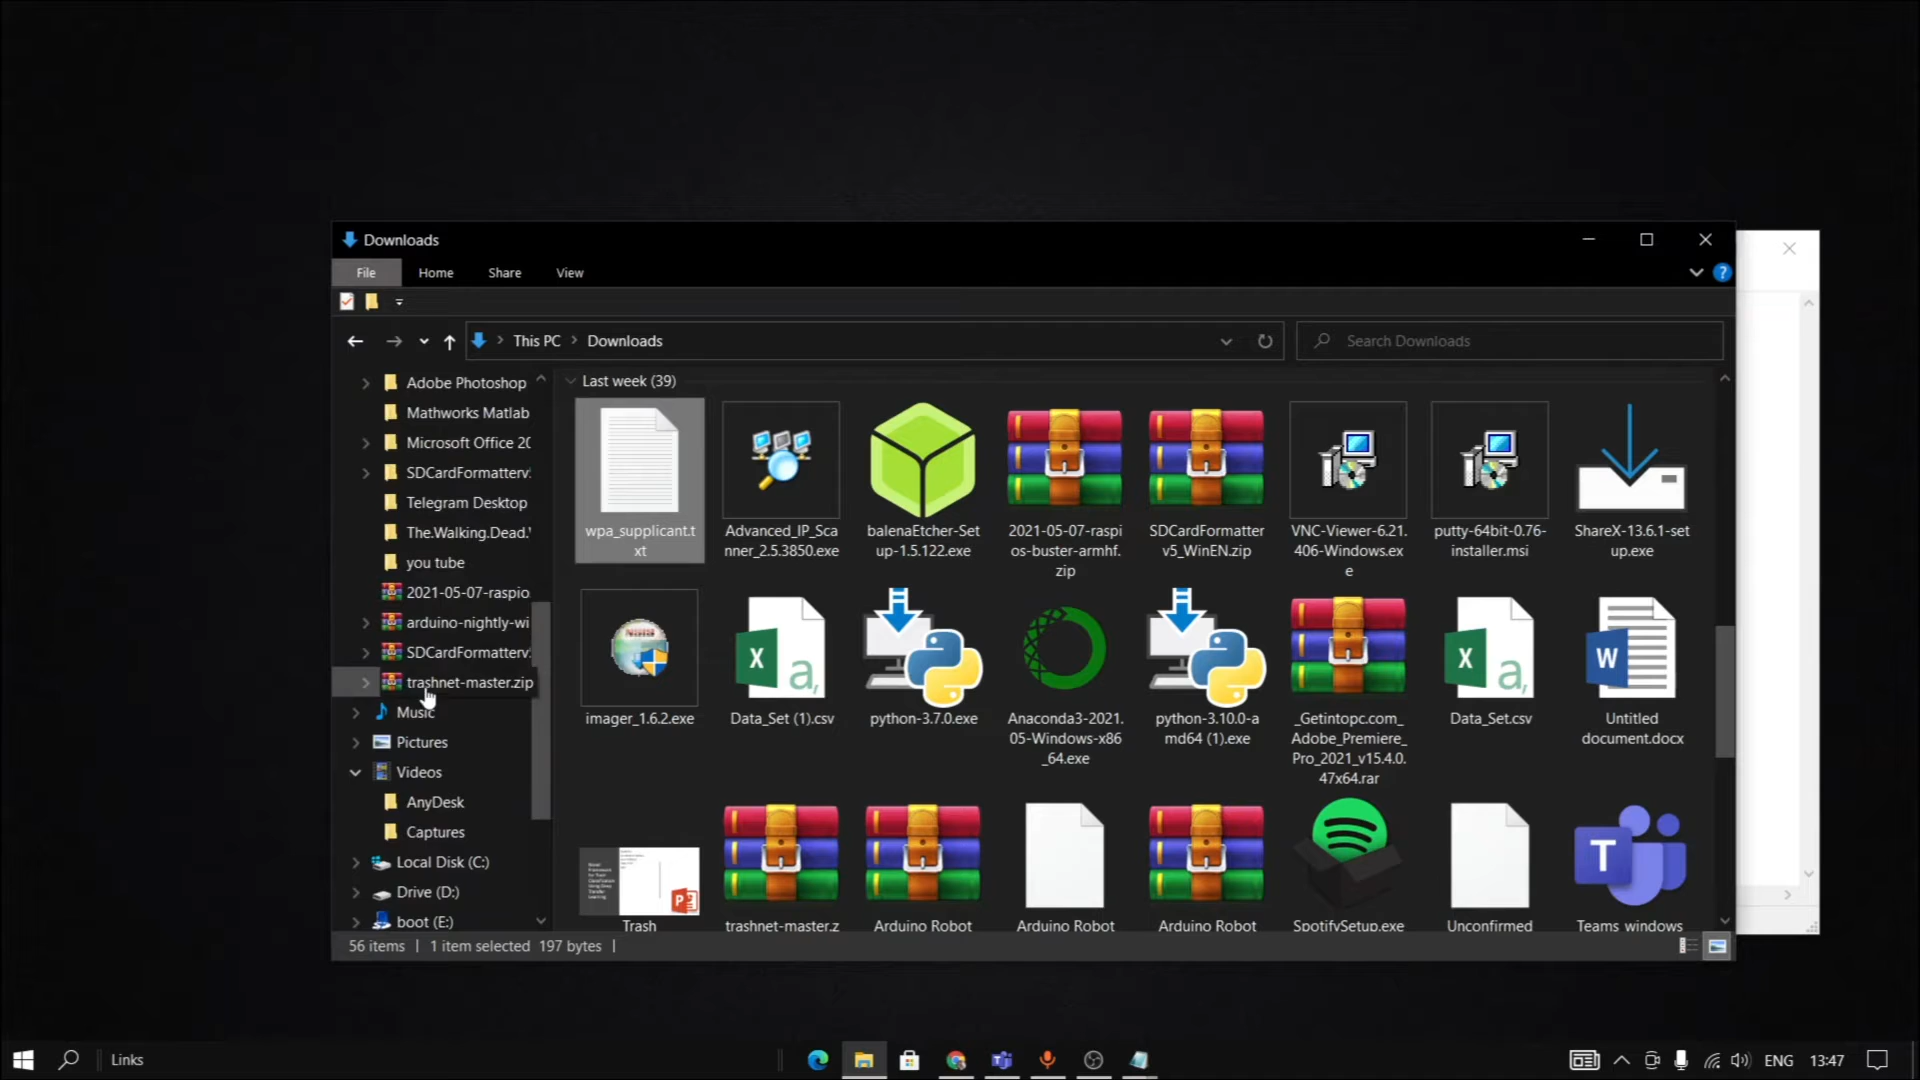 Downloads
File Home Share View
This PC Downloads
Search Downloads
Adobe Photoshop
Mathworks Matlab
Microsoft Office 20
SDCardFormatterv
Telegram Desktop
The.Walking.Dead.
you tube
2021-05-07-raspio
arduino-nightly-wi
SDCardFormatterv
trashnet-master.zip
Music
Pictures
Videos
AnyDesk
Captures
Local Disk (C:)
Drive (D:)
boot (E:)
Last week (39)
wpa_supplicant.t
xt
Advanced_IP_Sca
nner_2.5.3850.exe
balenaEtcher-Set
up-1.5.122.exe
2021-05-07-raspi
os-buster-armhf.
zip
SDCardFormatter
v5_WinEN.zip
VNC-Viewer-6.21.
406-Windows.ex
e
putty-64bit-0.76-
installer.msi
ShareX-13.6.1-set
up.exe
imager_1.6.2.exe
Data_Set (1).csv
python-3.7.0.exe
Anaconda3-2021.
05-Windows-x86
_64.exe
python-3.10.0-a
md64 (1).exe
_Getintopc.com_
Adobe_Premiere_
Pro_2021_v15.4.0.
47x64.rar
Data_Set.csv
Untitled
document.docx
Trash
trashnet-master.z
Arduino Robot
Arduino Robot
Arduino Robot
SpotifySetup.exe
Unconfirmed
Teams windows
56 items 1 item selected 197 bytes
Links
ENG 13:47